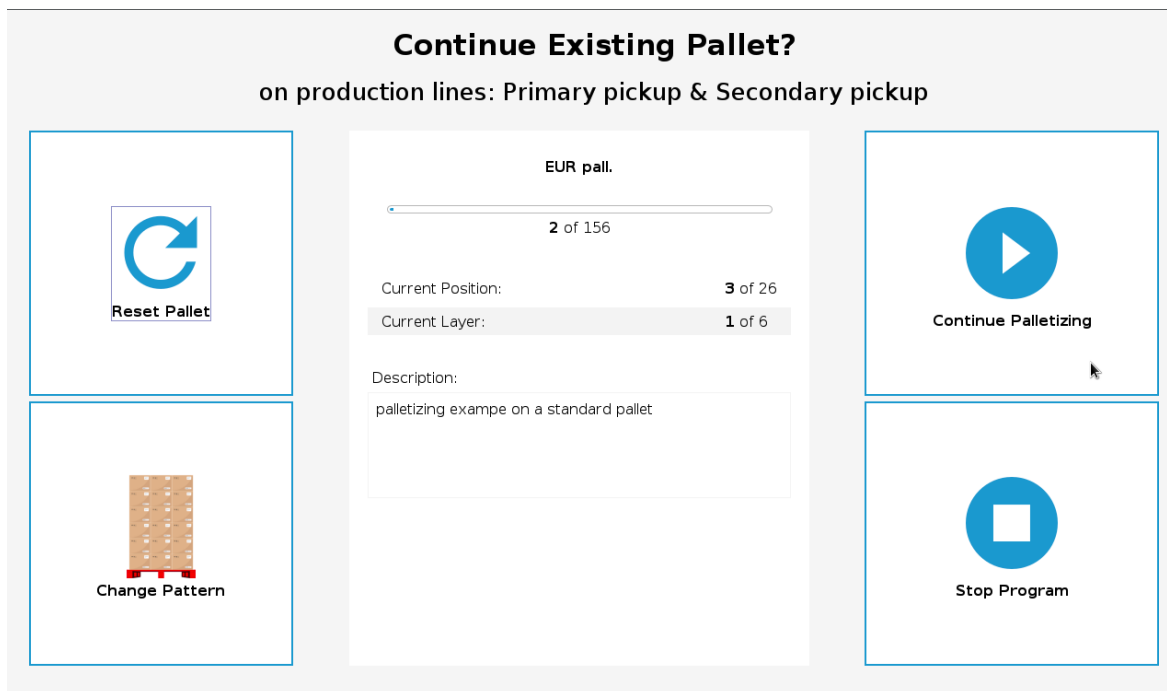 Continue Existing Pallet?
on production lines: Primary pickup & Secondary pickup
Reset Pallet
Change Pattern
EUR pall.
2 of 156
Current Position: 3 of 26
Current Layer: 1 of 6
Description:
palletizing exampe on a standard pallet
Continue Palletizing
Stop Program